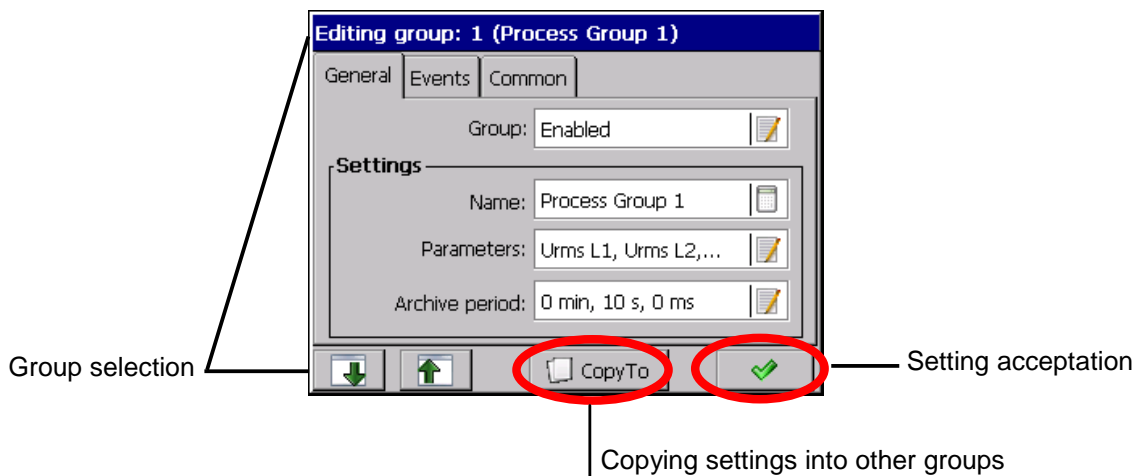 Editing group: 1 (Process Group 1)
General Events Common
Group: Enabled
Settings
Name: Process Group 1
Parameters: Urms L1, Urms L2,...
Archive period: 0 min, 10 s, 0 ms
Group selection
CopyTo
Setting acceptation
Copying settings into other groups